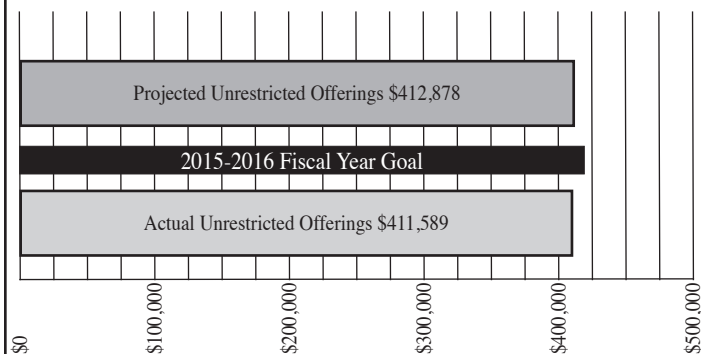 Projected Unrestricted Offerings $412,878
2015-2016 Fiscal Year Goal
Actual Unrestricted Offerings $411,589
$0
$100,000
$200,000
$300,000
$400,000
$500,000